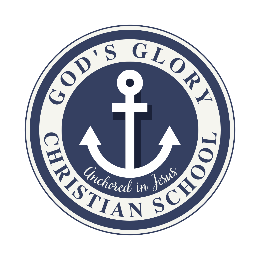 GOD'S GLORY
Anchored in Jesus
CHRISTIAN SCHOOL